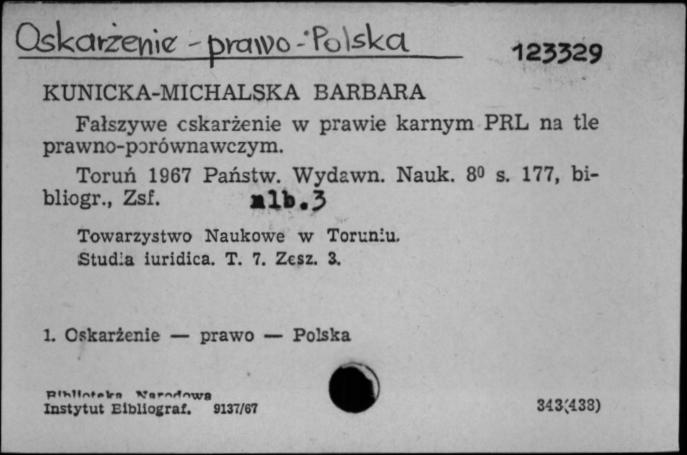 Oskarżenie - prawo - Polska
123329
KUNICKA-MICHALSKA BARBARA
Fałszywe oskarżenie w prawie karnym PRL na tle
prawno-porównawczym.
Toruń 1967 Państw. Wydawn. Nauk. 8⁰ s. 177, bi-
bliogr., Zsf. nlb. 3
Towarzystwo Naukowe w Toruniu.
Studia iuridica. T. 7. Zesz. 3.
1. Oskarżenie — prawo — Polska
Biblioteka Narodowa
Instytut Bibliograf. 9137/67
343(438)